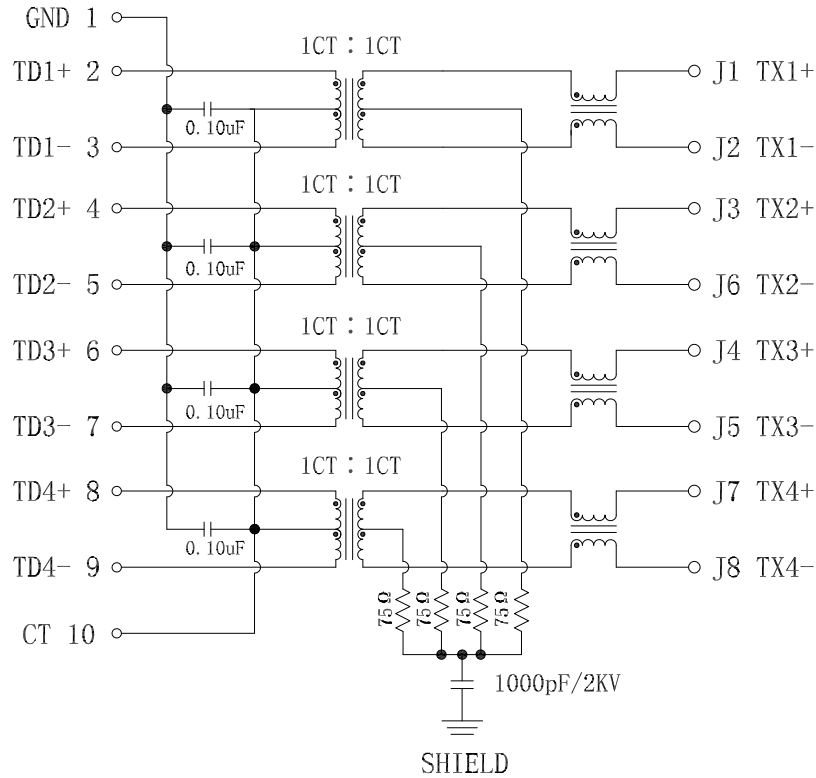 GND 1
1CT : 1CT
TD1+ 2
J1 TX1+
0.10uF
TD1- 3
J2 TX1-
1CT : 1CT
TD2+ 4
J3 TX2+
0.10uF
TD2- 5
J6 TX2-
1CT : 1CT
TD3+ 6
J4 TX3+
0.10uF
TD3- 7
J5 TX3-
1CT : 1CT
TD4+ 8
J7 TX4+
0.10uF
TD4- 9
J8 TX4-
75Ω
75Ω
75Ω
75Ω
CT 10
1000pF/2KV
SHIELD